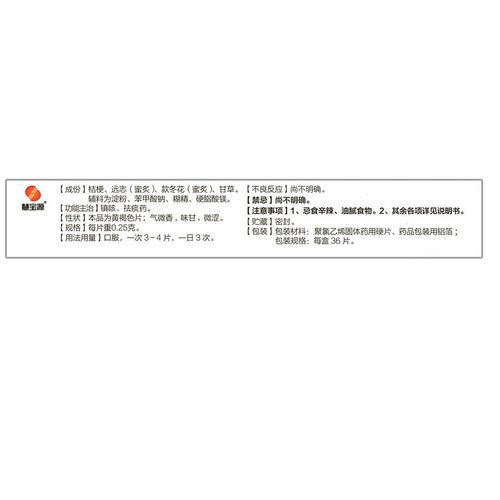 慧宝源®
【成份】桔梗、远志（蜜炙）、款冬花（蜜炙）、甘草。
辅料为淀粉、苯甲酸钠、糊精、硬脂酸镁。
【功能主治】镇咳、祛痰药。
【性状】本品为黄褐色片；气微香，味甘、微涩。
【规格】每片重0.25克。
【用法用量】口服，一次3~4片，一日3次。
【不良反应】尚不明确。
【禁忌】尚不明确。
【注意事项】1、忌食辛辣、油腻食物。2、其余各项详见说明书。
【贮藏】密封。
【包装】包装材料：聚氯乙烯固体药用硬片、药品包装用铝箔；
包装规格：每盒36片。